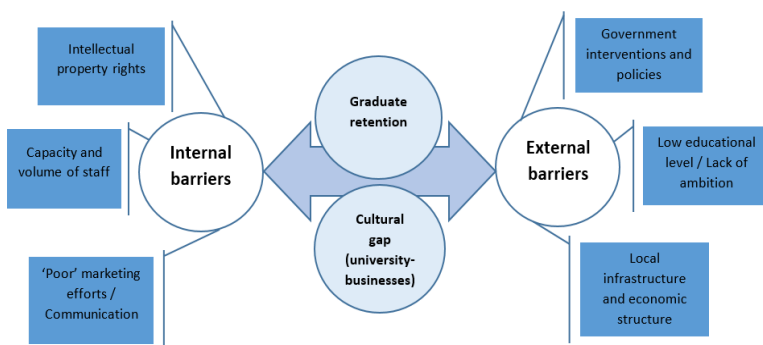 Intellectual
property rights
Capacity and
volume of staff
'Poor' marketing
efforts /
Communication
Internal
barriers
Graduate
retention
Cultural
gap
(university-
businesses)
External
barriers
Government
interventions and
policies
Low educational
level / Lack of
ambition
Local
infrastructure
and economic
structure